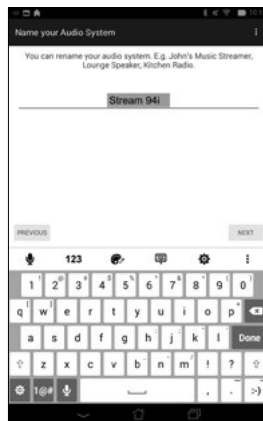 Name your Audio System
You can rename your audio system. E.g. John's Music Streamer,
Lounge Speaker, Kitchen Radio.
Stream 94i
PREVIOUS
NEXT
123
1 2 3 4 5 6 7 8 9 0
q w e r t y u i o p
a s d f g h j k l Done
z x c v b n m ! ?
1@# , . :-)